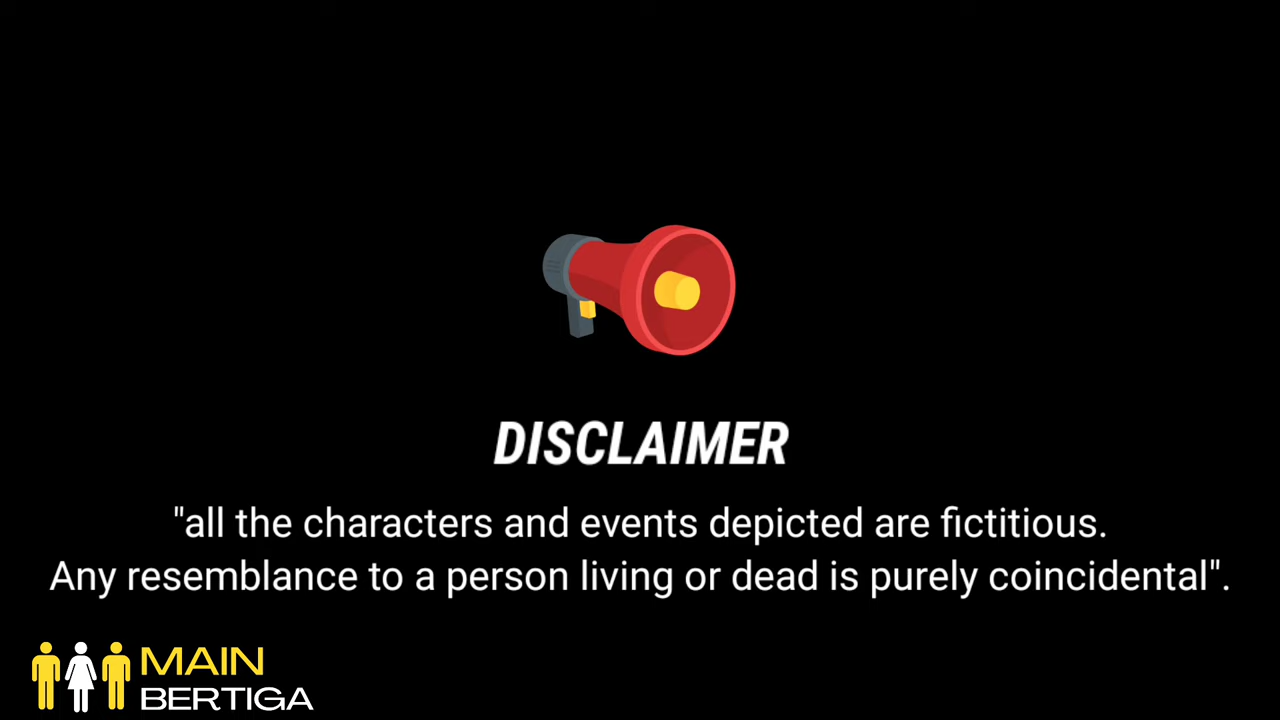 DISCLAIMER
"all the characters and events depicted are fictitious.
Any resemblance to a person living or dead is purely coincidental".
MAIN
BERTIGA